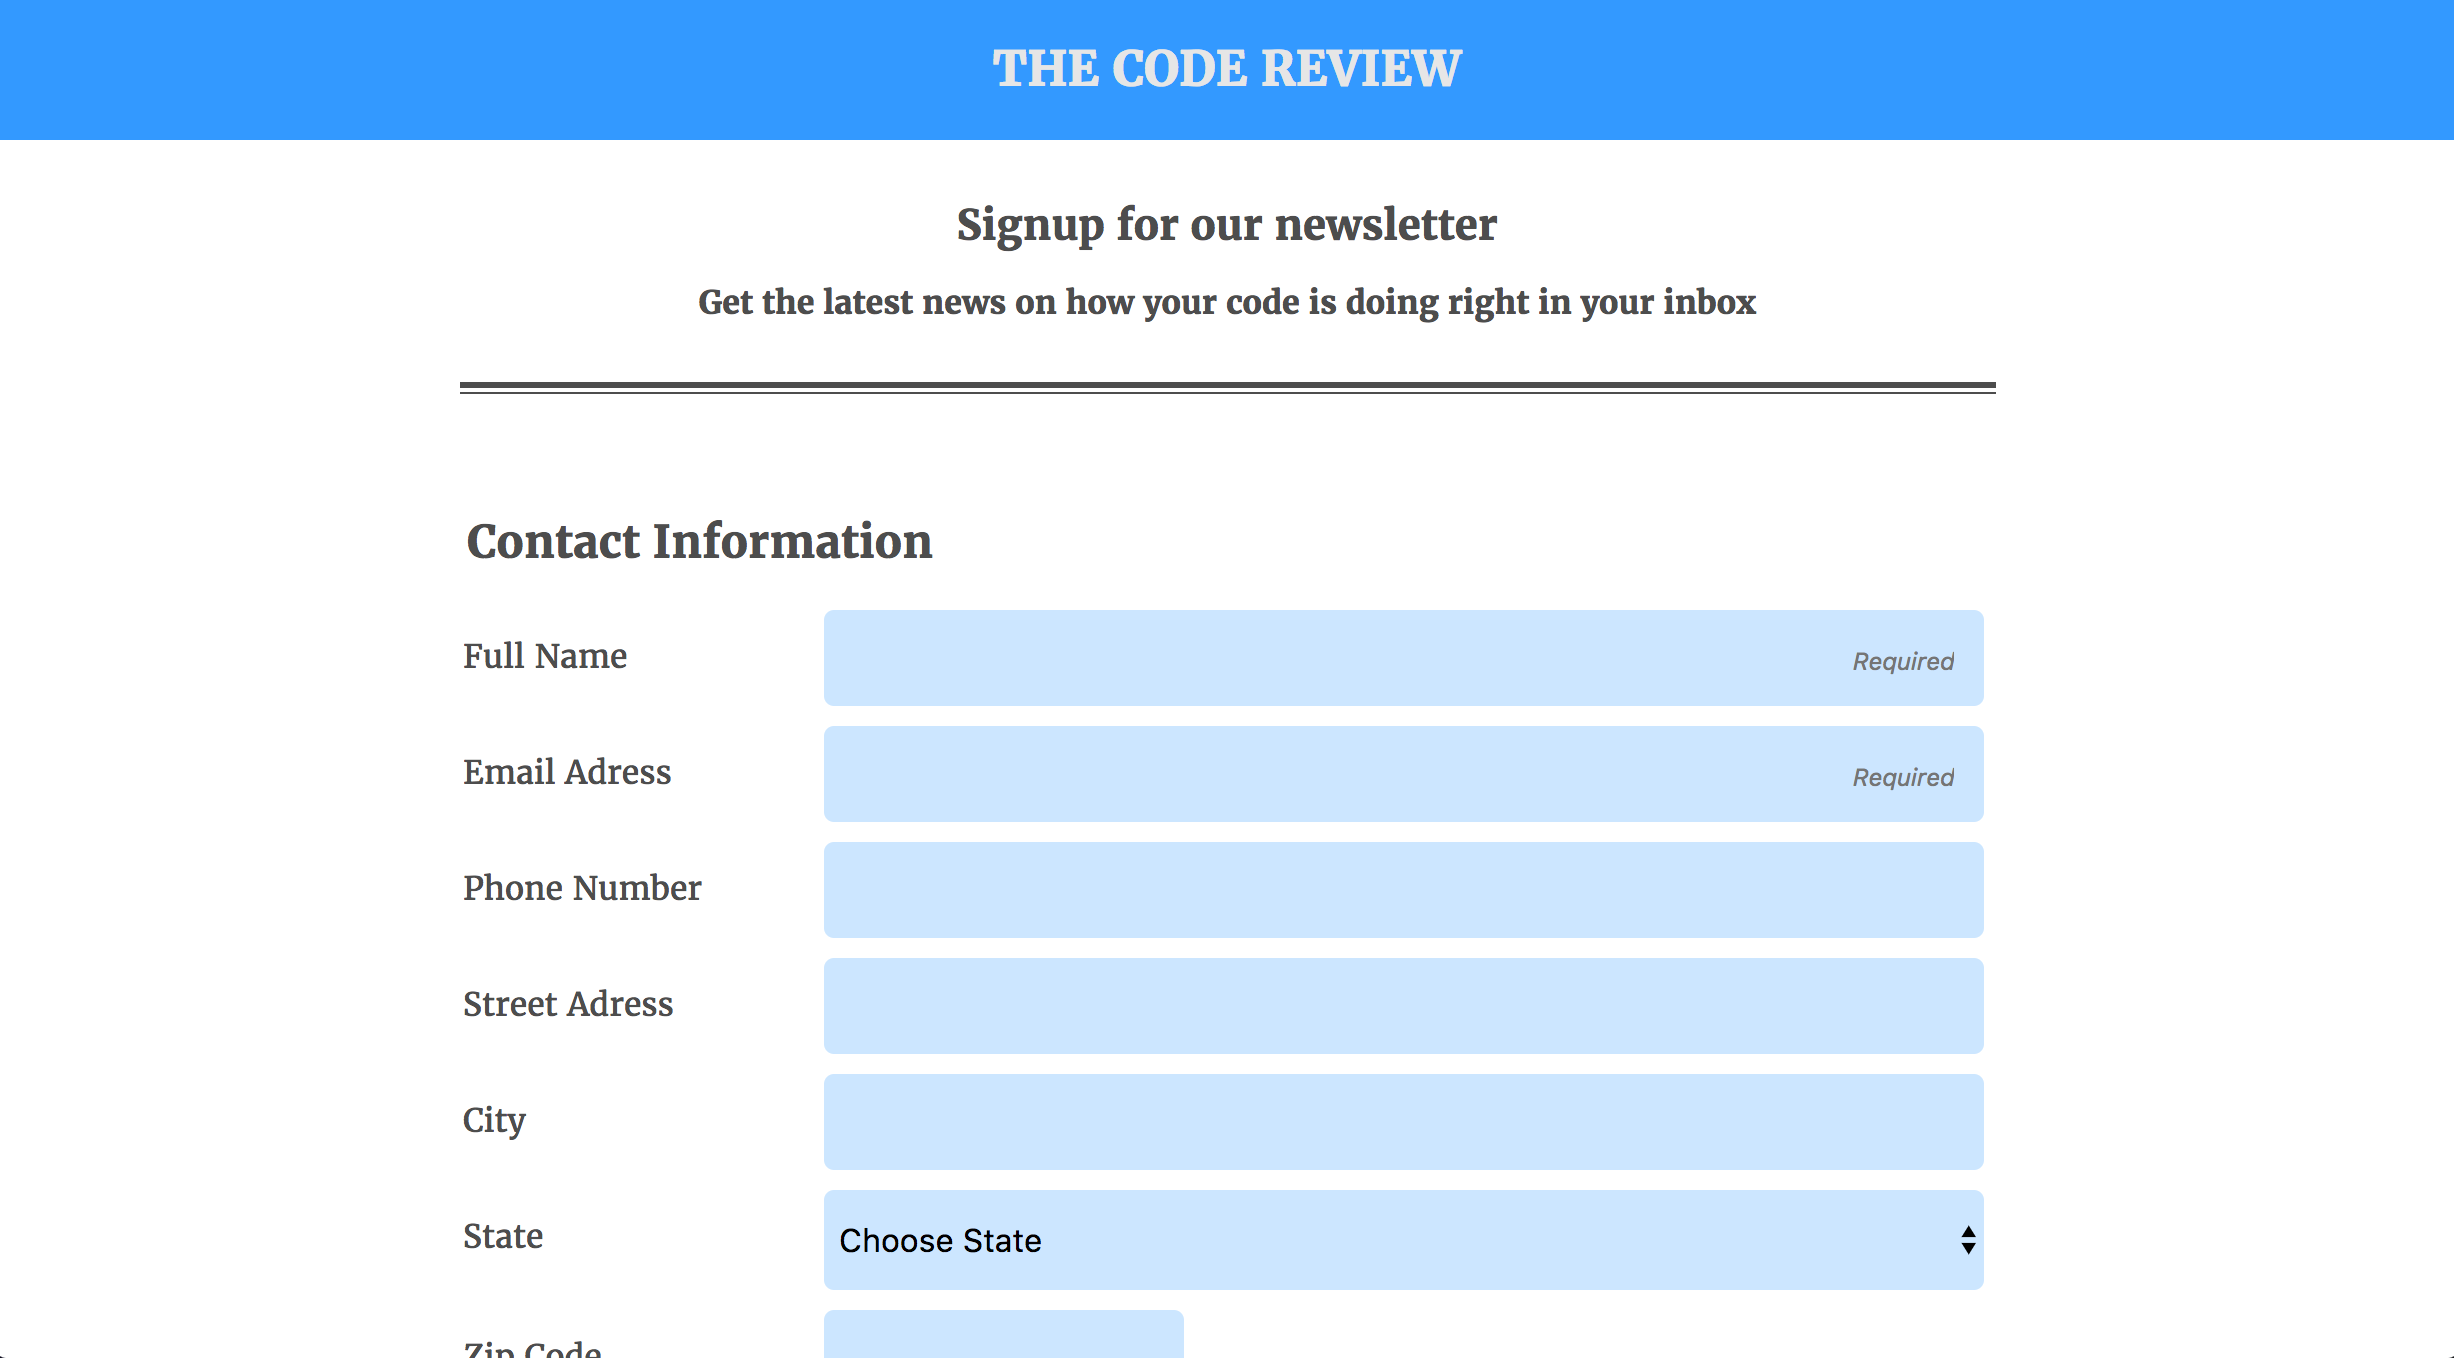 THE CODE REVIEW
Signup for our newsletter
Get the latest news on how your code is doing right in your inbox
Contact Information
Full Name
Required
Email Adress
Required
Phone Number
Street Adress
City
State
Choose State
Zip Code